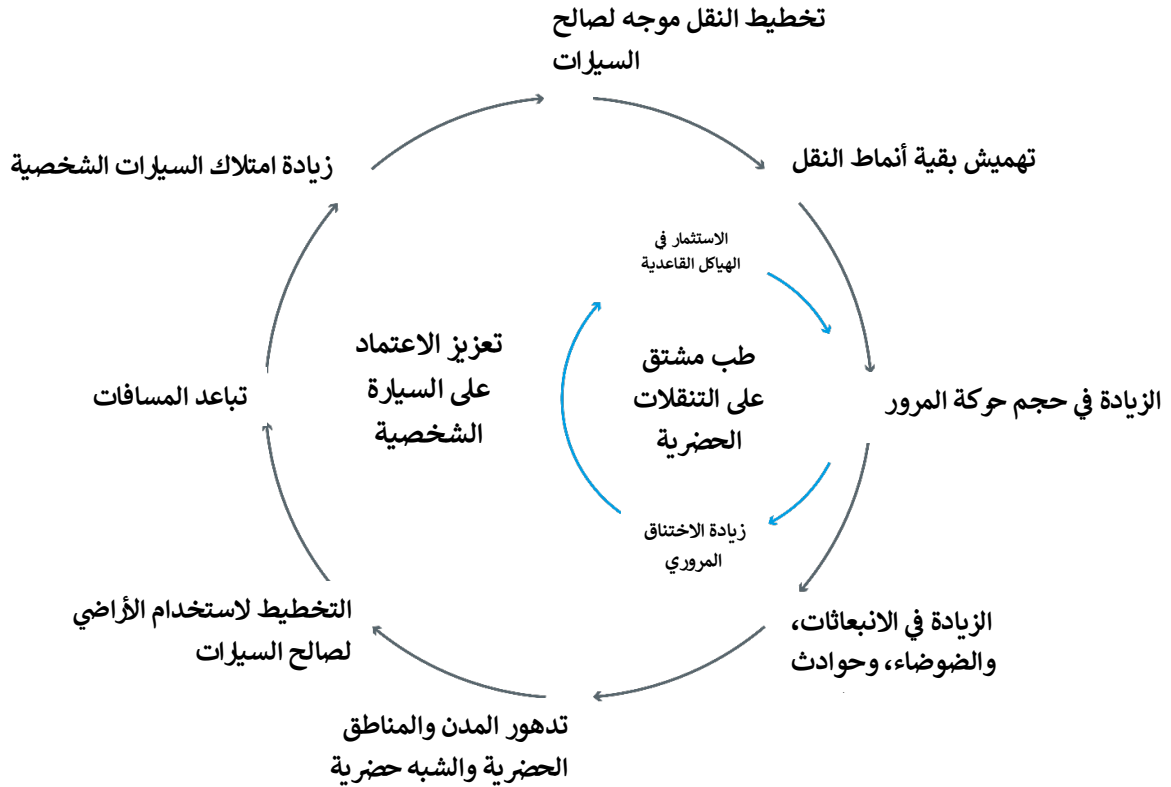 تخطيط النقل موجه لصالح
السيارات
تهميش بقية أنماط النقل
زيادة امتلاك السيارات الشخصية
الاستثمار في
الهياكل القاعدية
تعزيز الاعتماد
على السيارة
الشخصية
طب مشتق
على التنقلات
الحضرية
الزيادة في حجم حركة المرور
تباعد المسافات
زيادة الاختناق
المروري
الزيادة في الانبعاثات،
والضوضاء، وحوادث
التخطيط لاستخدام الأراضي
لصالح السيارات
تدهور المدن والمناطق
الحضرية والشبه حضرية